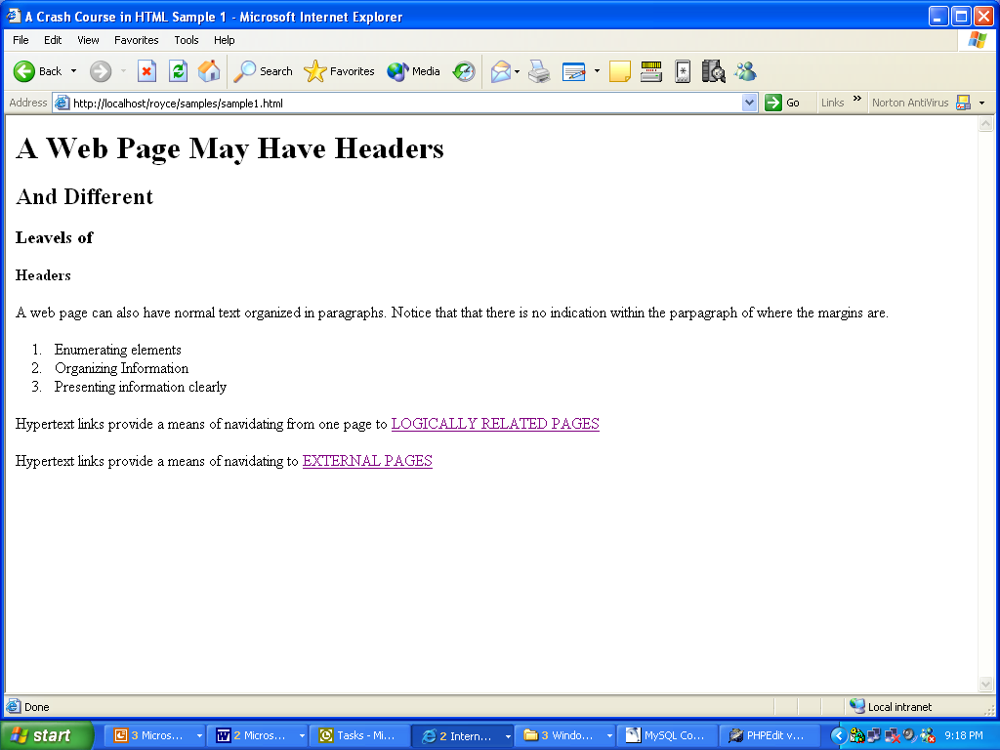 A Crash Course in HTML Sample 1 - Microsoft Internet Explorer
File Edit View Favorites Tools Help
Back Search Favorites Media
Address http://localhost/royce/samples/sample1.html Go Links » Norton AntiVirus
A Web Page May Have Headers
And Different
Leavels of
Headers
A web page can also have normal text organized in paragraphs. Notice that that there is no indication within the parpagraph of where the margins are.
1. Enumerating elements
2. Organizing Information
3. Presenting information clearly
Hypertext links provide a means of navidating from one page to LOGICALLY RELATED PAGES
Hypertext links provide a means of navidating to EXTERNAL PAGES
Done Local intranet
start 3 Micros... 2 Micros... Tasks - Mi... 2 Intern... 3 Windo... MySQL Co... PHPEdit v... 9:18 PM